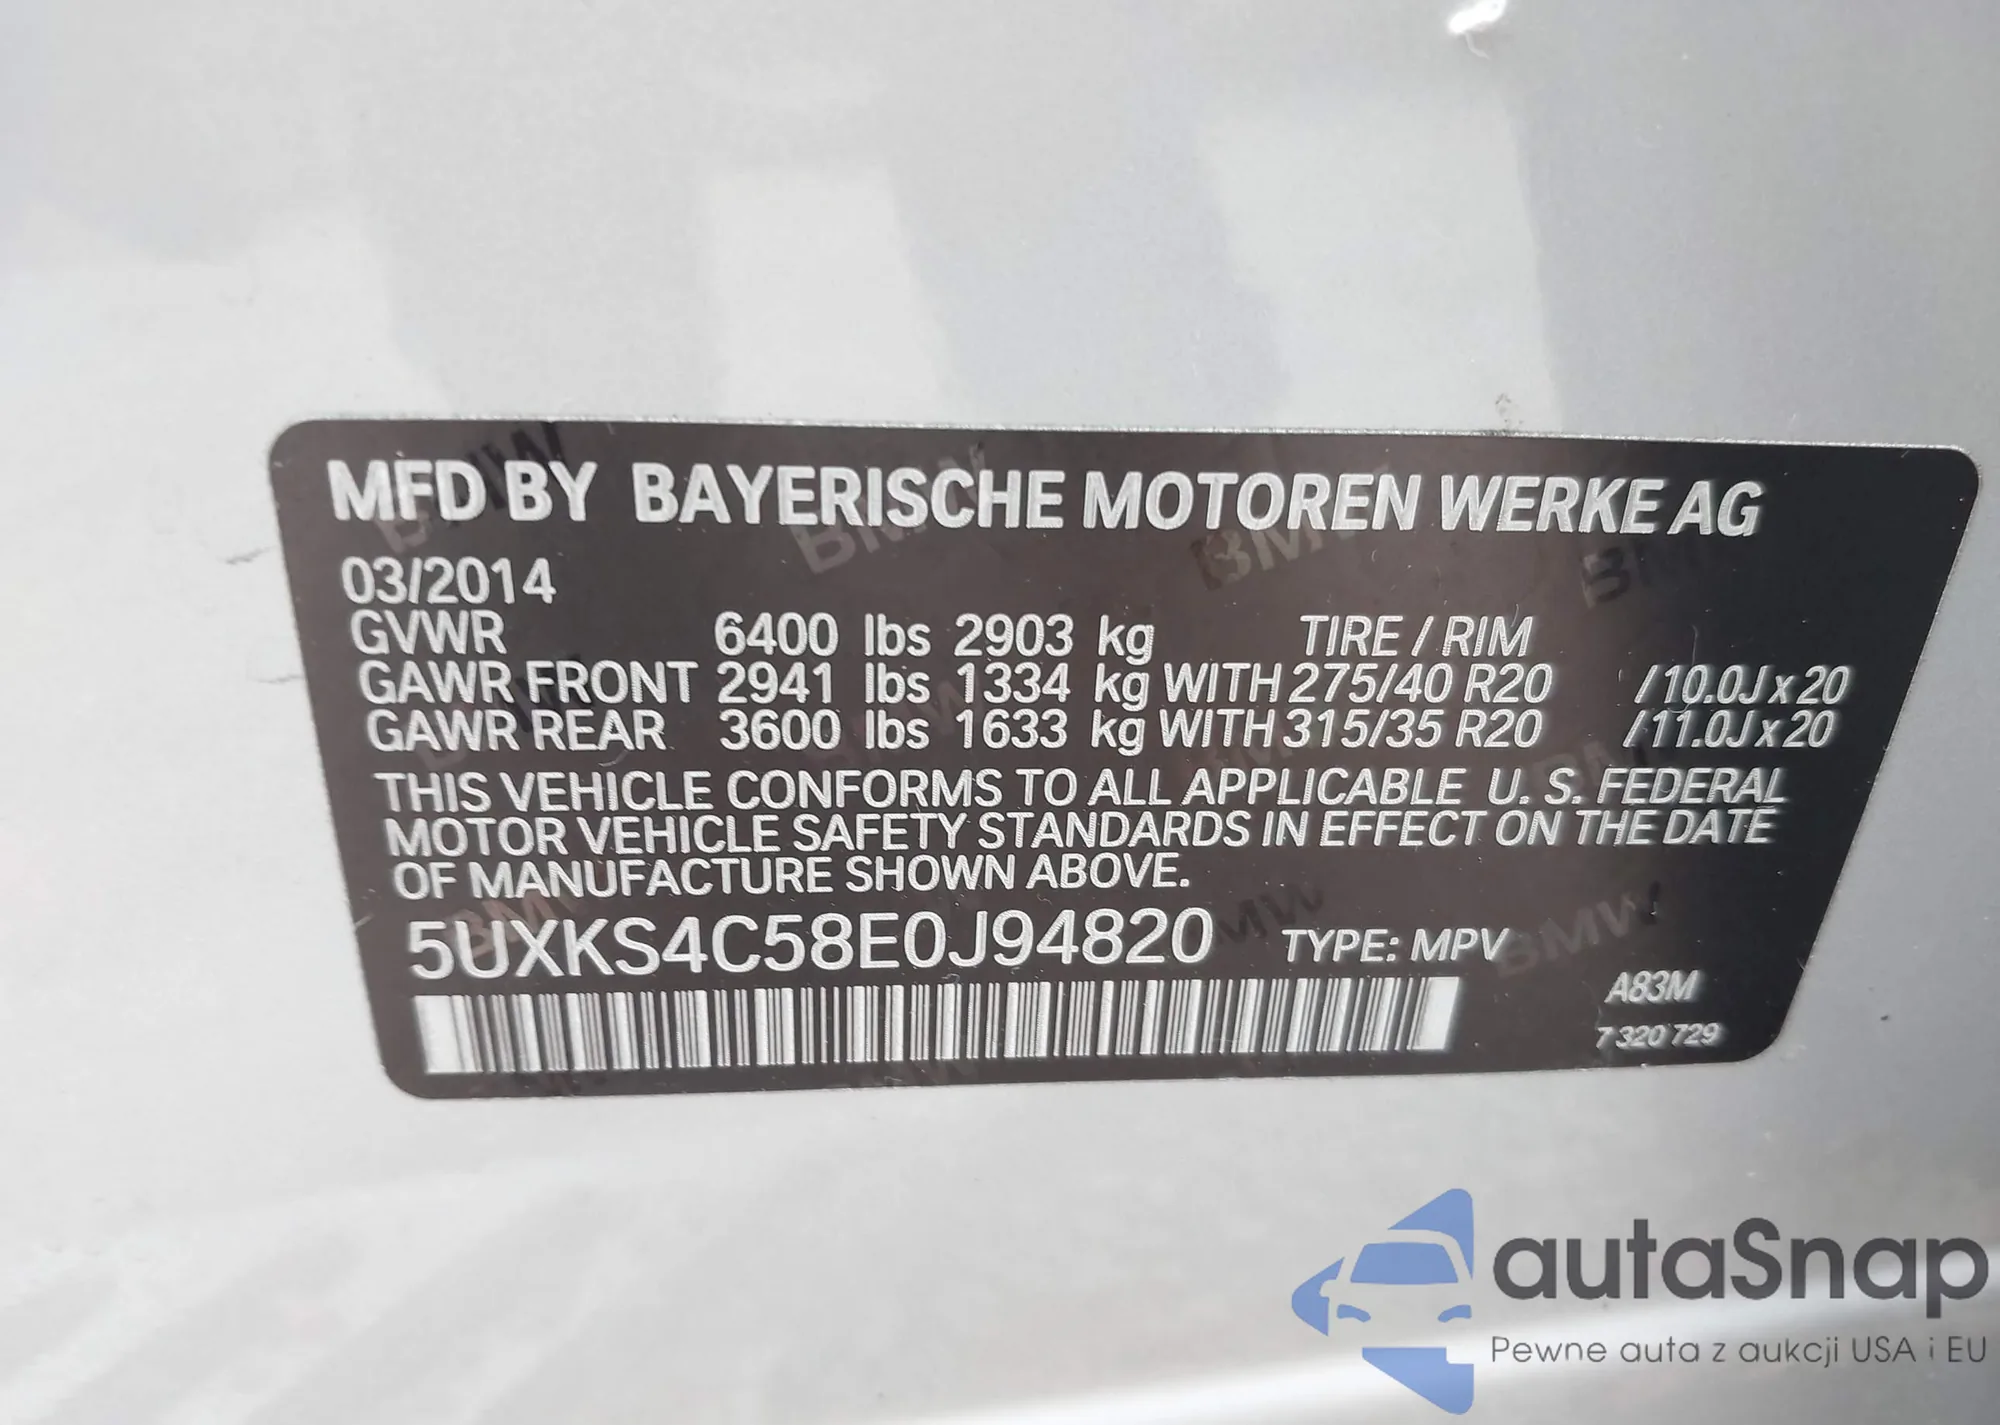 MFD BY BAYERISCHE MOTOREN WERKE AG
03/2014
GVWR 6400 lbs 2903 kg TIRE / RIM
GAWR FRONT 2941 lbs 1334 kg WITH 275/40 R20 /10.0J x 20
GAWR REAR 3600 lbs 1633 kg WITH 315/35 R20 /11.0J x 20
THIS VEHICLE CONFORMS TO ALL APPLICABLE U. S. FEDERAL
MOTOR VEHICLE SAFETY STANDARDS IN EFFECT ON THE DATE
OF MANUFACTURE SHOWN ABOVE.
5UXKS4C58E0J94820 TYPE: MPV
A83M
7 320 729
autaSnap
Pewne auta z aukcji USA i EU